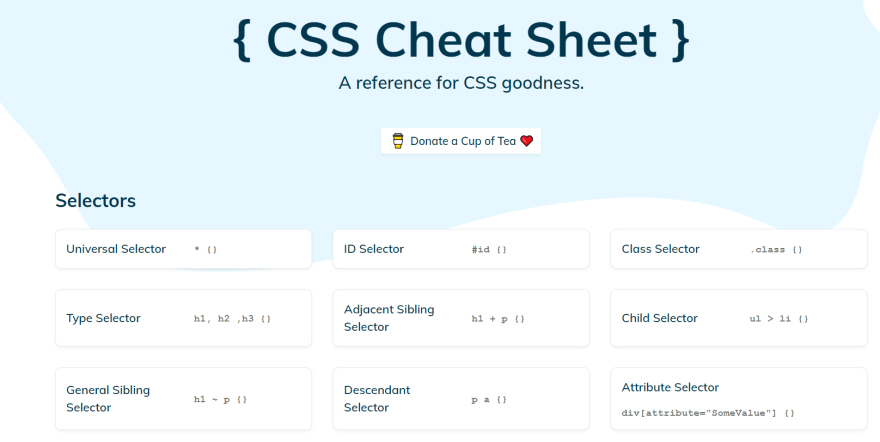 { CSS Cheat Sheet }
A reference for CSS goodness.
Donate a Cup of Tea
Selectors
Universal Selector * {}
ID Selector #id {}
Class Selector .class {}
Type Selector h1, h2 ,h3 {}
Adjacent Sibling
Selector h1 + p {}
Child Selector ul > li {}
General Sibling
Selector h1 ~ p {}
Descendant
Selector p a {}
Attribute Selector
div[attribute="SomeValue"] {}